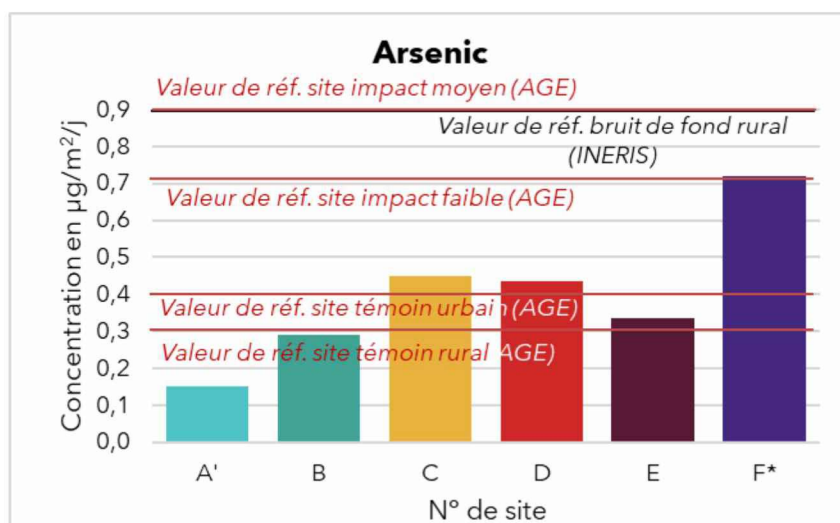 Arsenic
Valeur de réf. site impact moyen (AGE)
Valeur de réf. bruit de fond rural
(INERIS)
Valeur de réf. site impact faible (AGE)
Valeur de réf. site témoin urbain (AGE)
Valeur de réf. site témoin rural AGE)
Concentration en µg/m²/j
0,9
0,8
0,7
0,6
0,5
0,4
0,3
0,2
0,1
0,0
A' B C D E F*
N° de site